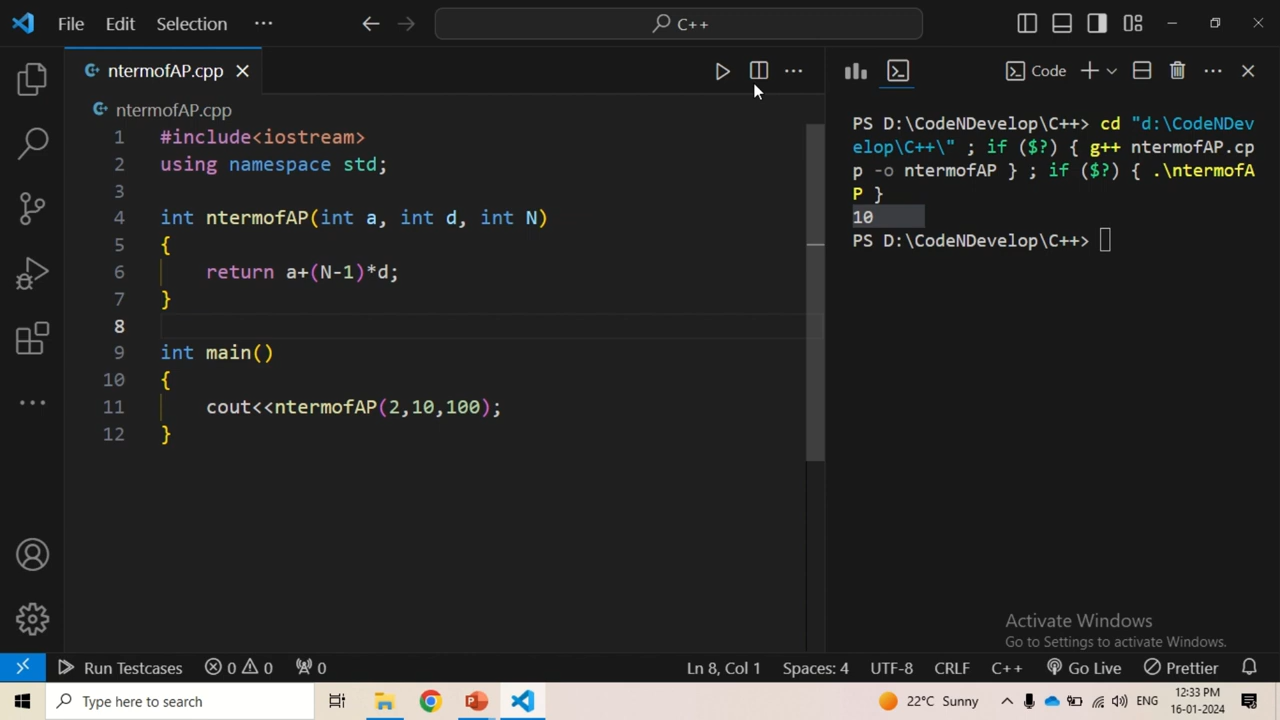 File Edit Selection ··· C++
ntermofAP.cpp
ntermofAP.cpp
1 #include<iostream>
2 using namespace std;
3
4 int ntermofAP(int a, int d, int N)
5 {
6 return a+(N-1)*d;
7 }
8
9 int main()
10 {
11 cout<<ntermofAP(2,10,100);
12 }
Code
PS D:\CodeNDevelop\C++> cd "d:\CodeNDev
elop\C++\" ; if ($?) { g++ ntermofAP.cp
p -o ntermofAP } ; if ($?) { .\ntermofA
P }
10
PS D:\CodeNDevelop\C++>
Activate Windows
Go to Settings to activate Windows.
Run Testcases 0 0 0 Ln 8, Col 1 Spaces: 4 UTF-8 CRLF C++ Go Live Prettier
Type here to search 22°C Sunny ENG 12:33 PM
16-01-2024